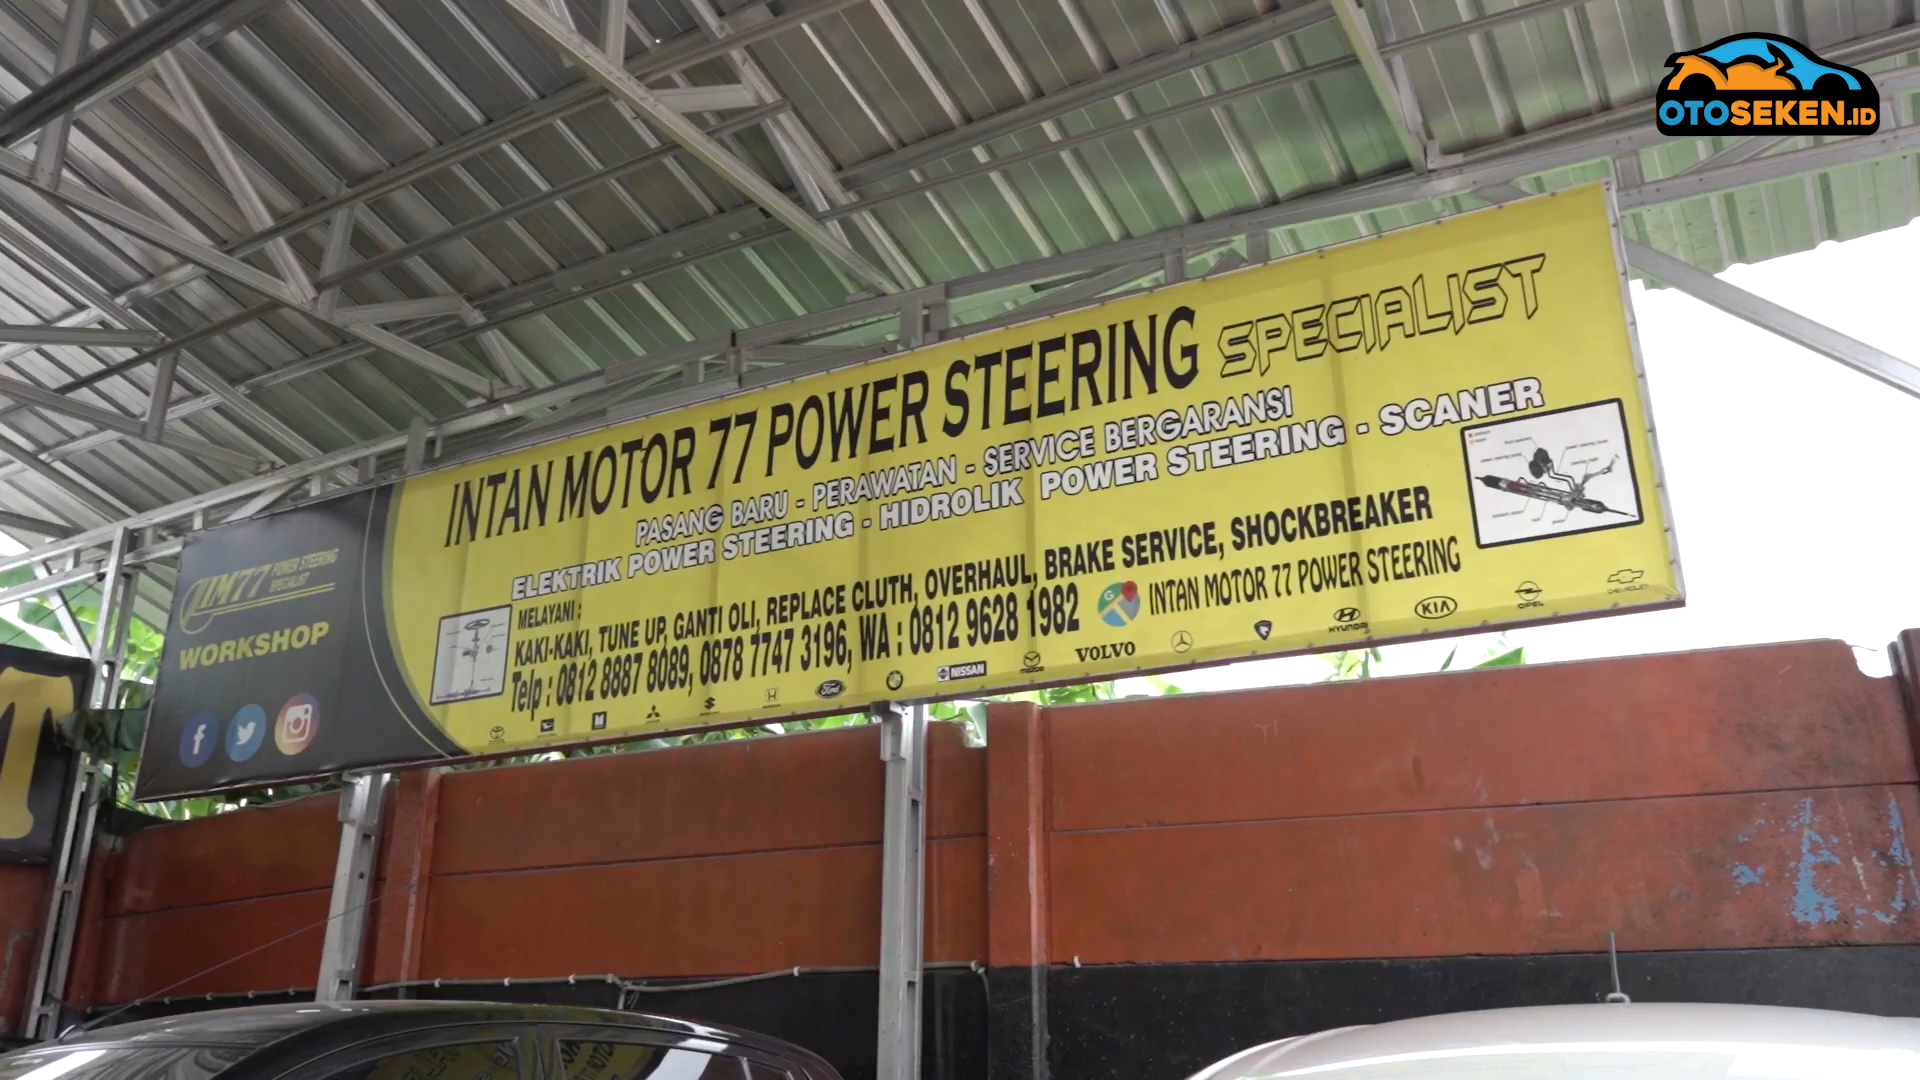 OTOSEKEN.ID
INTAN MOTOR 77 POWER STEERING SPECIALIST
PASANG BARU - PERAWATAN - SERVICE BERGARANSI
ELEKTRIK POWER STEERING - HIDROLIK POWER STEERING - SCANER
MELAYANI :
KAKI-KAKI, TUNE UP, GANTI OLI, REPLACE CLUTH, OVERHAUL, BRAKE SERVICE, SHOCKBREAKER
Telp : 0812 8887 8089, 0878 7747 3196, WA : 0812 9628 1982
INTAN MOTOR 77 POWER STEERING
IM77 POWER STEERING
SPECIALIST
WORKSHOP
Ford
NISSAN
VOLVO
HYUNDAI
KIA
OPEL
CHEVROLET